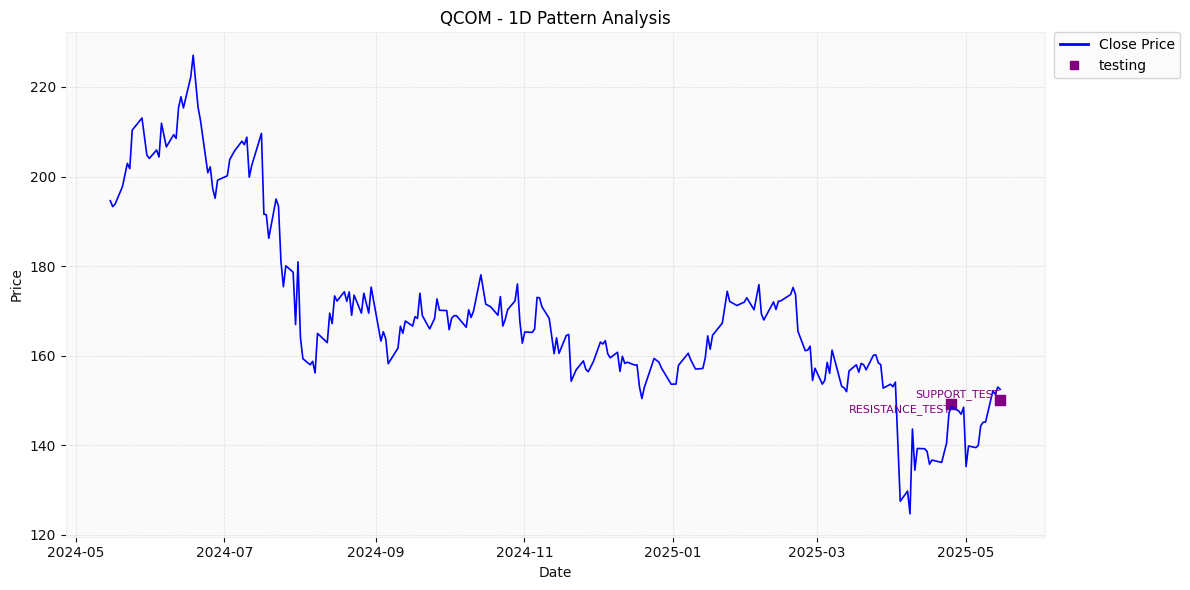 QCOM - 1D Pattern Analysis
Close Price
testing
Price
220
200
180
160
140
120
SUPPORT_TEST
RESISTANCE_TEST
2024-05
2024-07
2024-09
2024-11
2025-01
2025-03
2025-05
Date